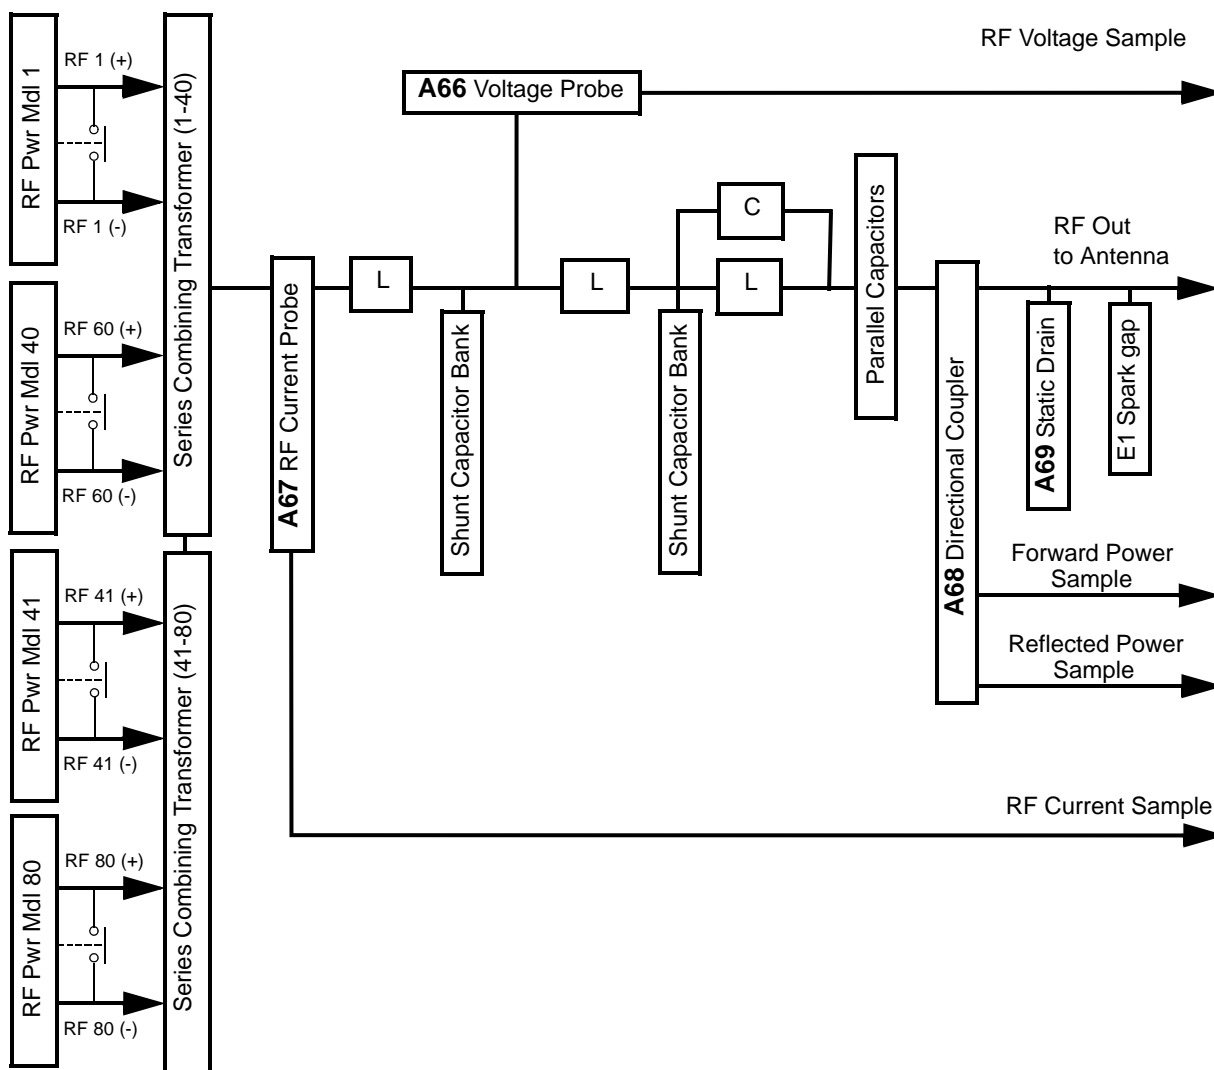 RF Pwr Mdl 1
RF 1 (+)
RF 1 (-)
RF Pwr Mdl 40
RF 60 (+)
RF 60 (-)
Series Combining Transformer (1-40)
RF Pwr Mdl 41
RF 41 (+)
RF 41 (-)
RF Pwr Mdl 80
RF 80 (+)
RF 80 (-)
Series Combining Transformer (41-80)
A67 RF Current Probe
L
Shunt Capacitor Bank
A66 Voltage Probe
RF Voltage Sample
L
Shunt Capacitor Bank
C
L
Parallel Capacitors
A68 Directional Coupler
RF Out
to Antenna
A69 Static Drain
E1 Spark gap
Forward Power
Sample
Reflected Power
Sample
RF Current Sample